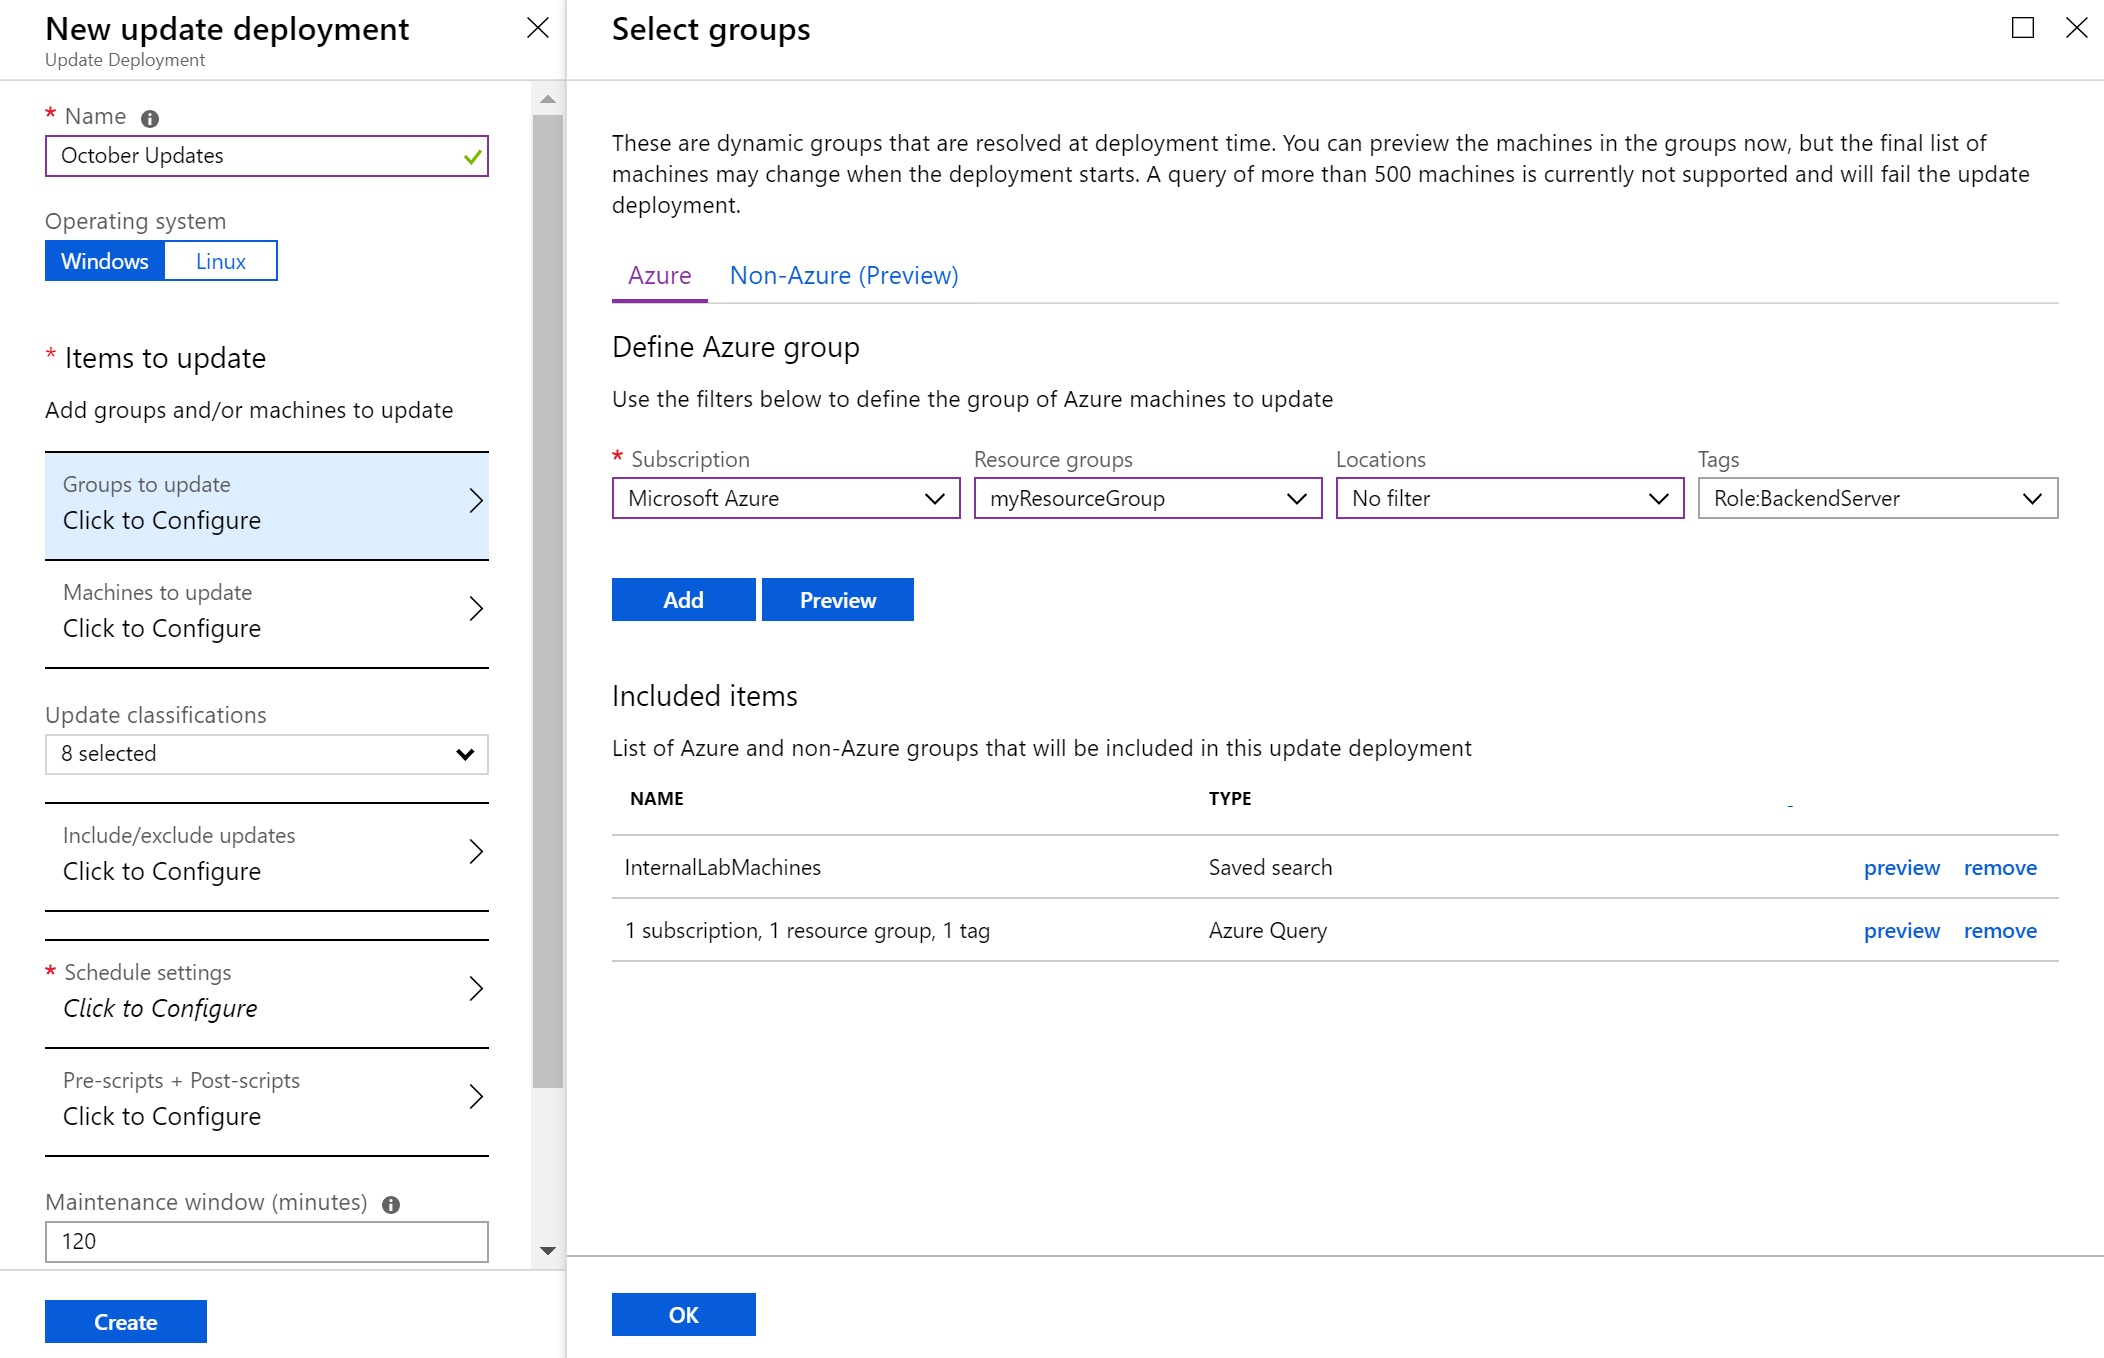 New update deployment
Update Deployment
* Name
October Updates
Operating system
Windows Linux
* Items to update
Add groups and/or machines to update
Groups to update
Click to Configure
Machines to update
Click to Configure
Update classifications
8 selected
Include/exclude updates
Click to Configure
* Schedule settings
Click to Configure
Pre-scripts + Post-scripts
Click to Configure
Maintenance window (minutes)
120
Create
Select groups
These are dynamic groups that are resolved at deployment time. You can preview the machines in the groups now, but the final list of
machines may change when the deployment starts. A query of more than 500 machines is currently not supported and will fail the update
deployment.
Azure Non-Azure (Preview)
Define Azure group
Use the filters below to define the group of Azure machines to update
* Subscription Resource groups Locations Tags
Microsoft Azure myResourceGroup No filter Role:BackendServer
Add Preview
Included items
List of Azure and non-Azure groups that will be included in this update deployment
NAME TYPE
InternalLabMachines Saved search preview remove
1 subscription, 1 resource group, 1 tag Azure Query preview remove
OK